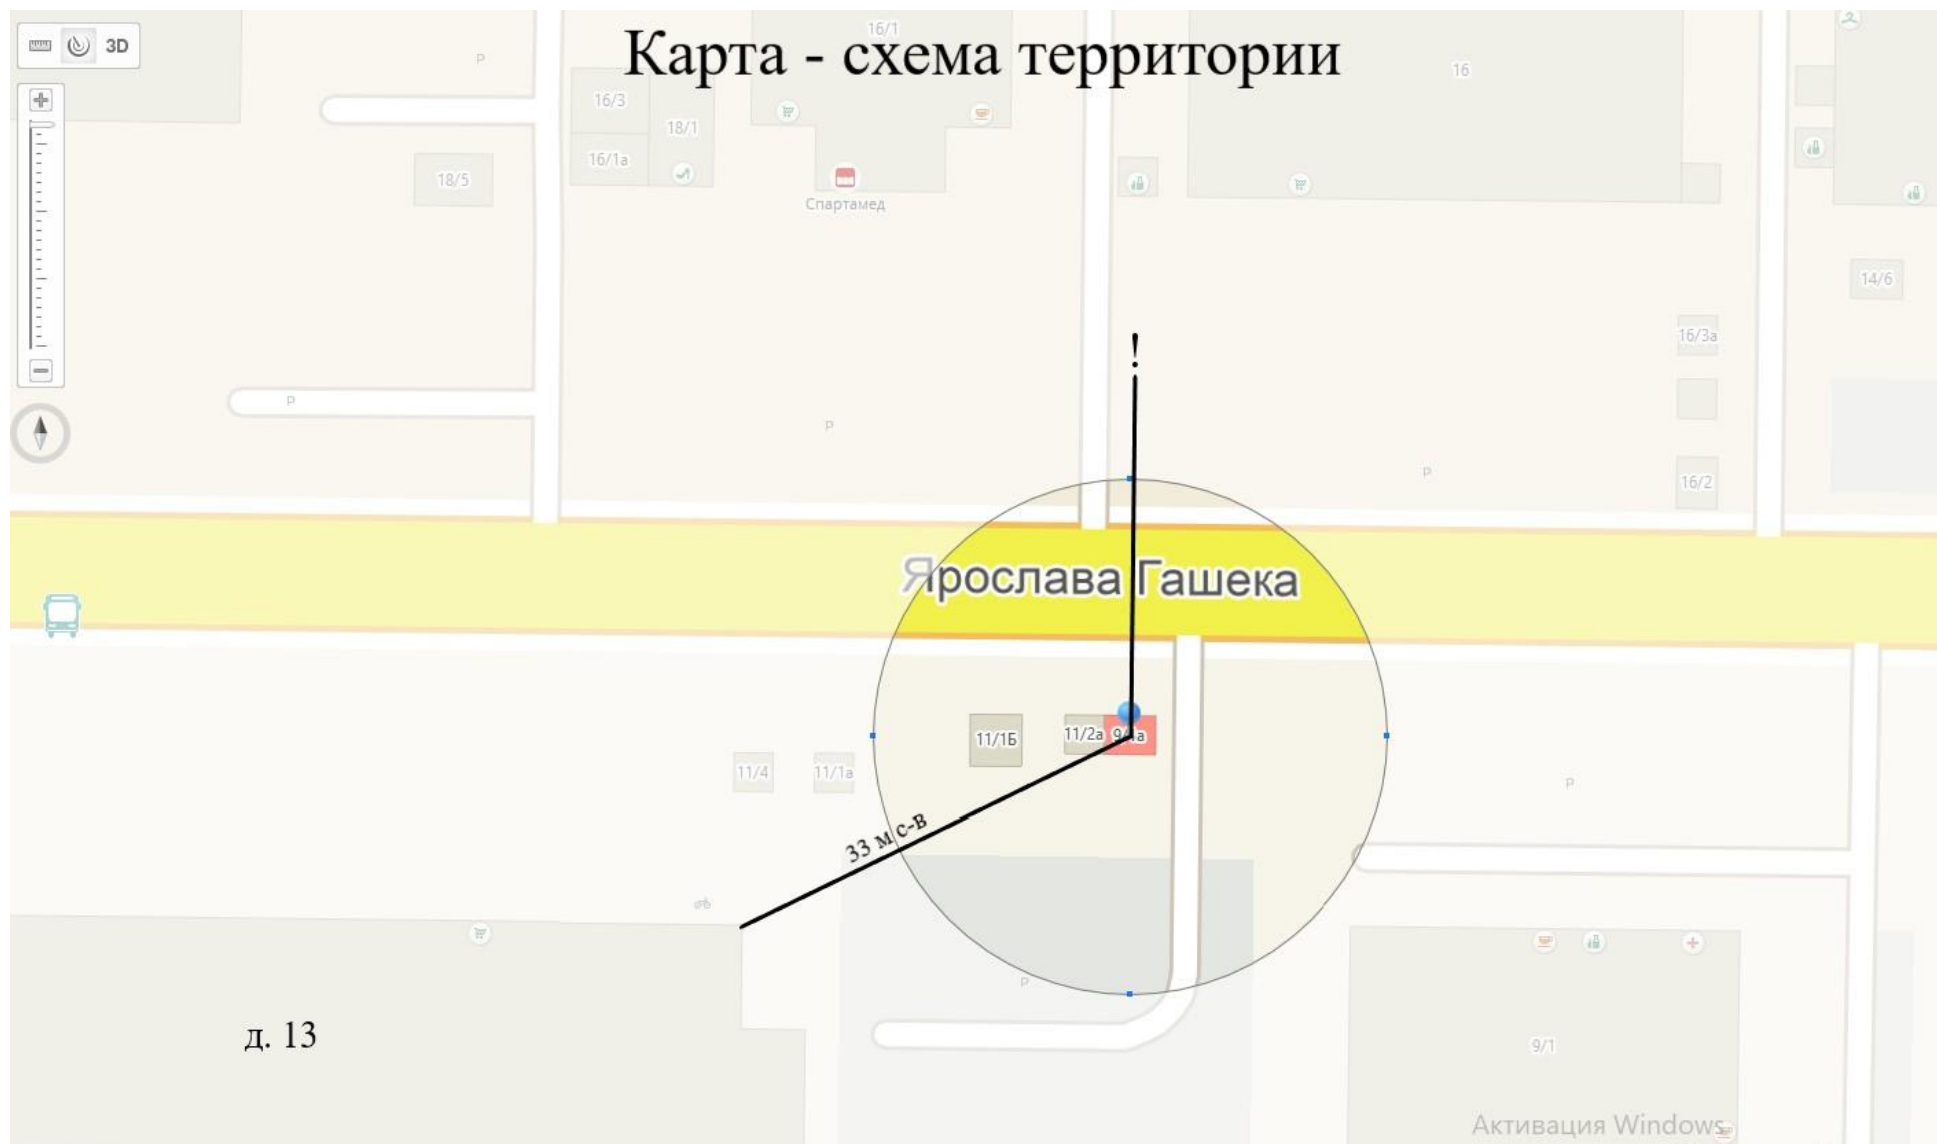 3D
Карта - схема территории
16/1
16
P
16/3
18/1
16/1а
18/5
Спартамед
14/6
16/3а
P
P
P
16/2
Ярослава Гашека
11/1Б
11/2а
11/4
11/1а
P
33 м с-в
P
д. 13
9/1
Активация Windows